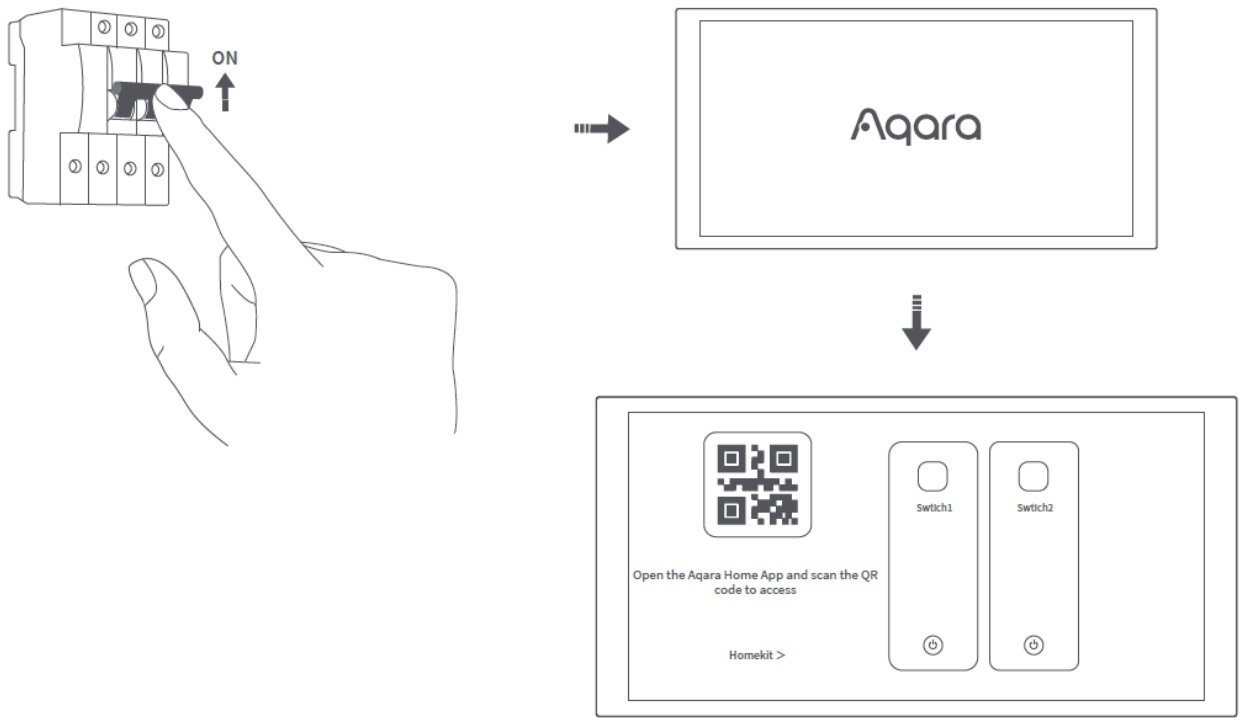 ON
Aqara
Swtich1
Swtich2
Open the Aqara Home App and scan the QR
code to access
Homekit >